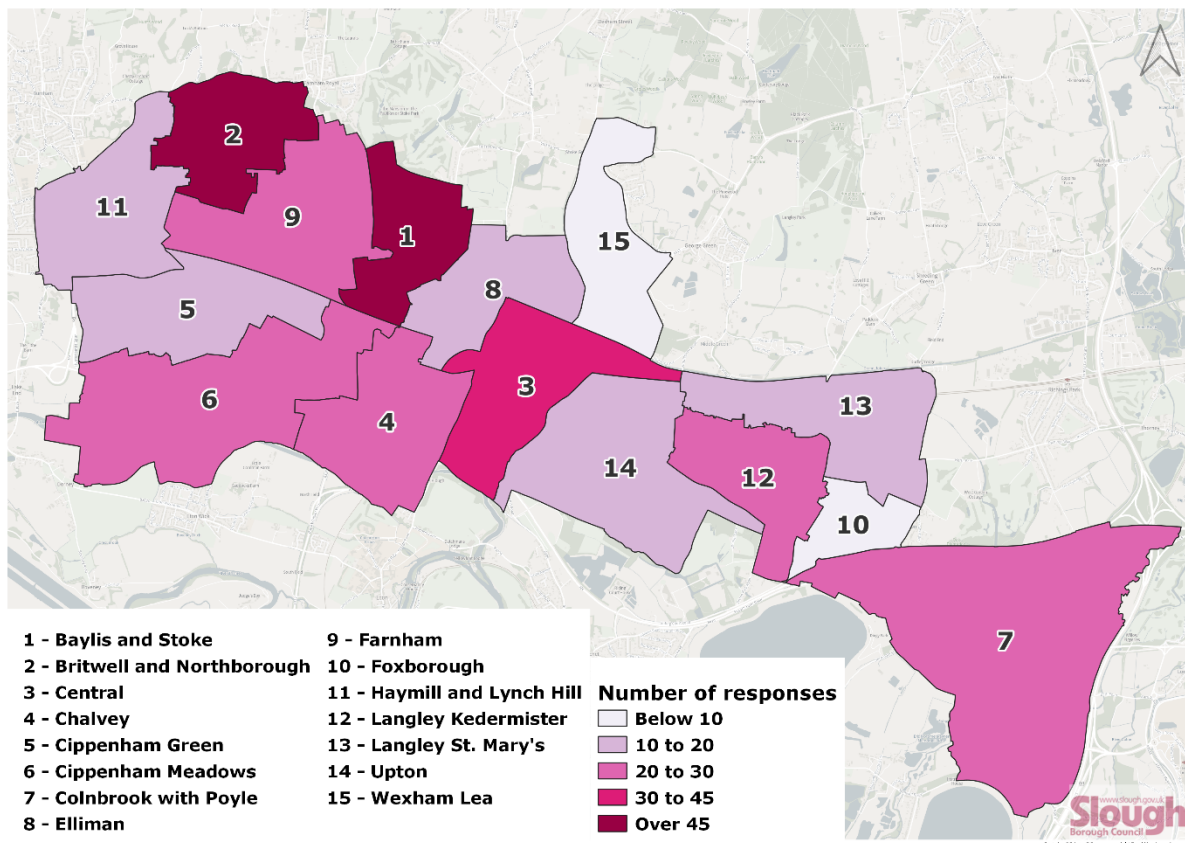 2
11
9
1
15
8
5
3
13
6
4
14
12
10
7
1 - Baylis and Stoke
2 - Britwell and Northborough
3 - Central
4 - Chalvey
5 - Cippenham Green
6 - Cippenham Meadows
7 - Colnbrook with Poyle
8 - Elliman
9 - Farnham
10 - Foxborough
11 - Haymill and Lynch Hill
12 - Langley Kedermister
13 - Langley St. Mary's
14 - Upton
15 - Wexham Lea
Number of responses
Below 10
10 to 20
20 to 30
30 to 45
Over 45
www.slough.gov.uk
Slough
Borough Council